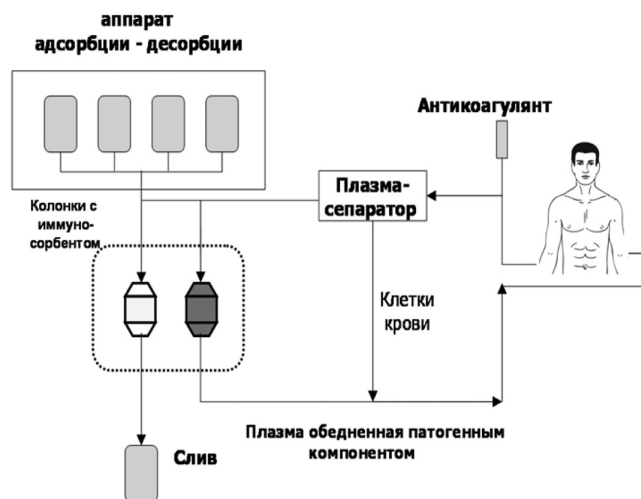 аппарат
адсорбции - десорбции
Антикоагулянт
Плазма-
сепаратор
Колонки с
иммуно-
сорбентом
Клетки
крови
Плазма обедненная патогенным
компонентом
Слив